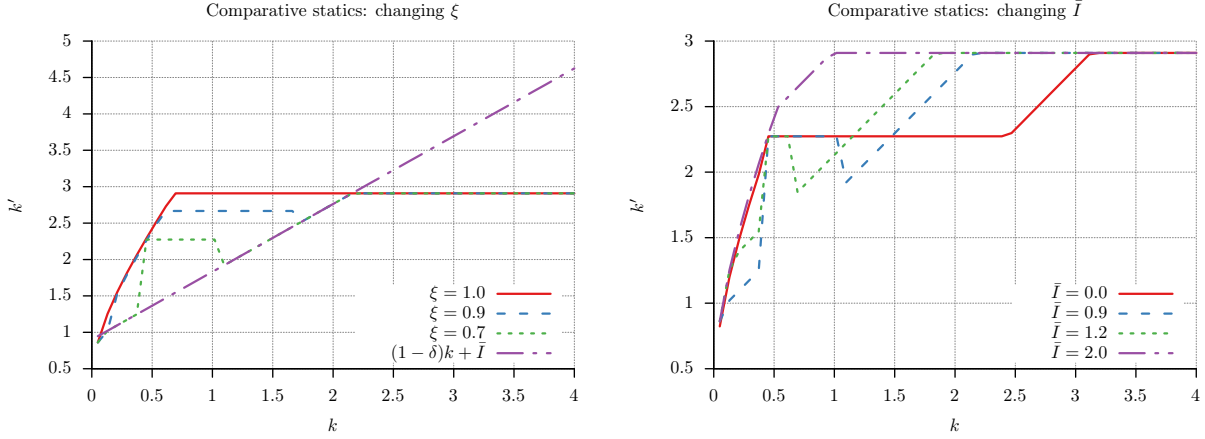 Comparative statics: changing ξ
5
4.5
4
3.5
3
2.5
2
1.5
1
0.5
k′
0 0.5 1 1.5 2 2.5 3 3.5 4
k
ξ = 1.0
ξ = 0.9
ξ = 0.7
(1 − δ)k + Ī
Comparative statics: changing Ī
3
2.5
2
1.5
1
0.5
k′
0 0.5 1 1.5 2 2.5 3 3.5 4
k
Ī = 0.0
Ī = 0.9
Ī = 1.2
Ī = 2.0